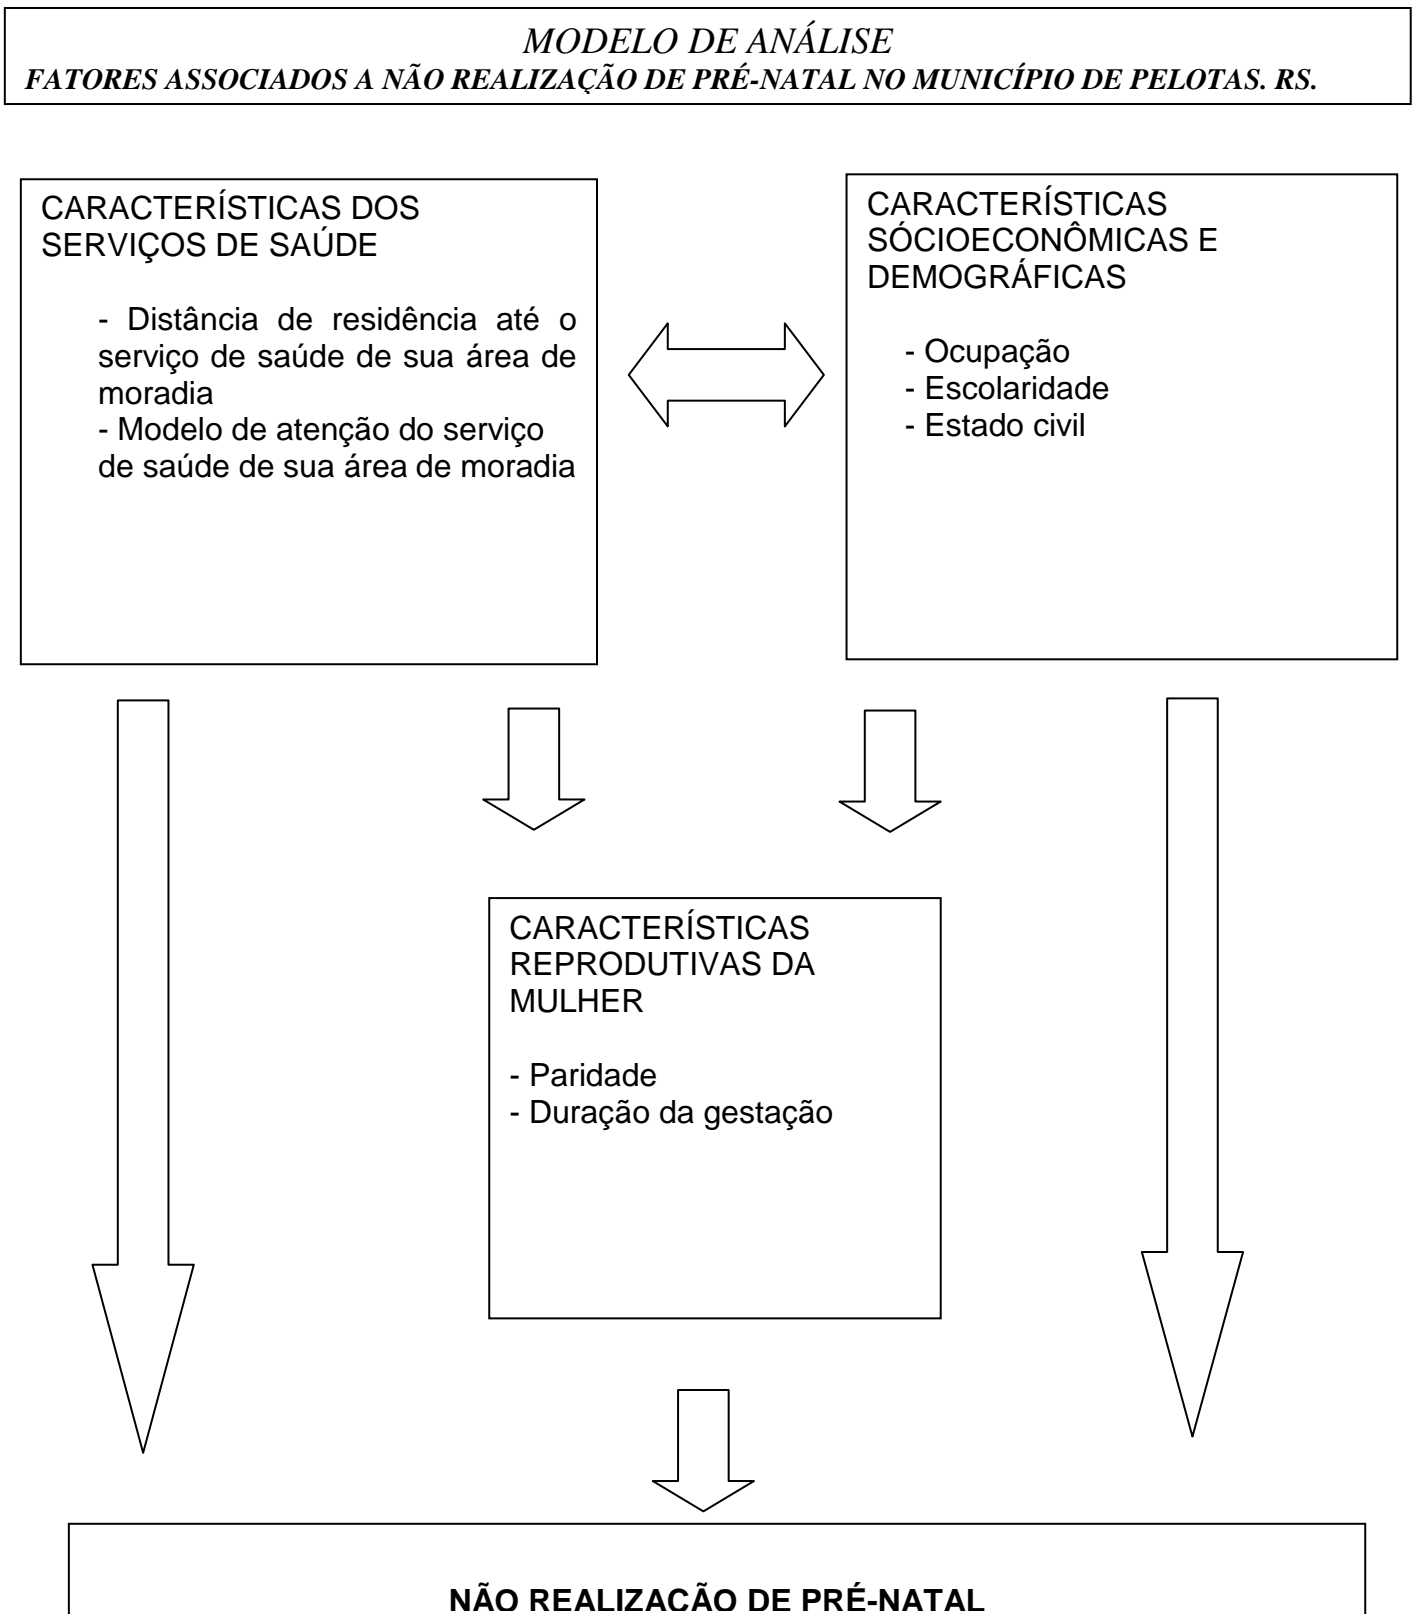 MODELO DE ANÁLISE
FATORES ASSOCIADOS A NÃO REALIZAÇÃO DE PRÉ-NATAL NO MUNICÍPIO DE PELOTAS. RS.
CARACTERÍSTICAS DOS
SERVIÇOS DE SAÚDE
- Distância de residência até o
serviço de saúde de sua área de
moradia
- Modelo de atenção do serviço
de saúde de sua área de moradia
CARACTERÍSTICAS
SÓCIOECONÔMICAS E
DEMOGRÁFICAS
- Ocupação
- Escolaridade
- Estado civil
CARACTERÍSTICAS
REPRODUTIVAS DA
MULHER
- Paridade
- Duração da gestação
NÃO REALIZAÇÃO DE PRÉ-NATAL